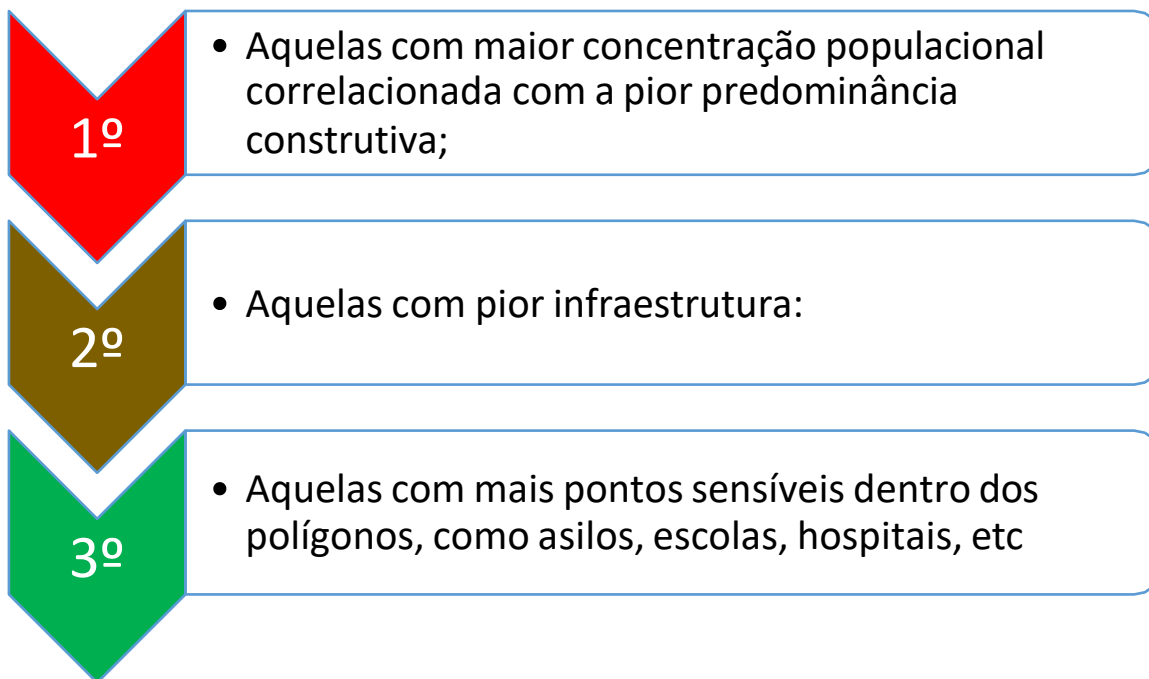 1º
• Aquelas com maior concentração populacional
correlacionada com a pior predominância
construtiva;
2º
• Aquelas com pior infraestrutura:
3º
• Aquelas com mais pontos sensíveis dentro dos
polígonos, como asilos, escolas, hospitais, etc